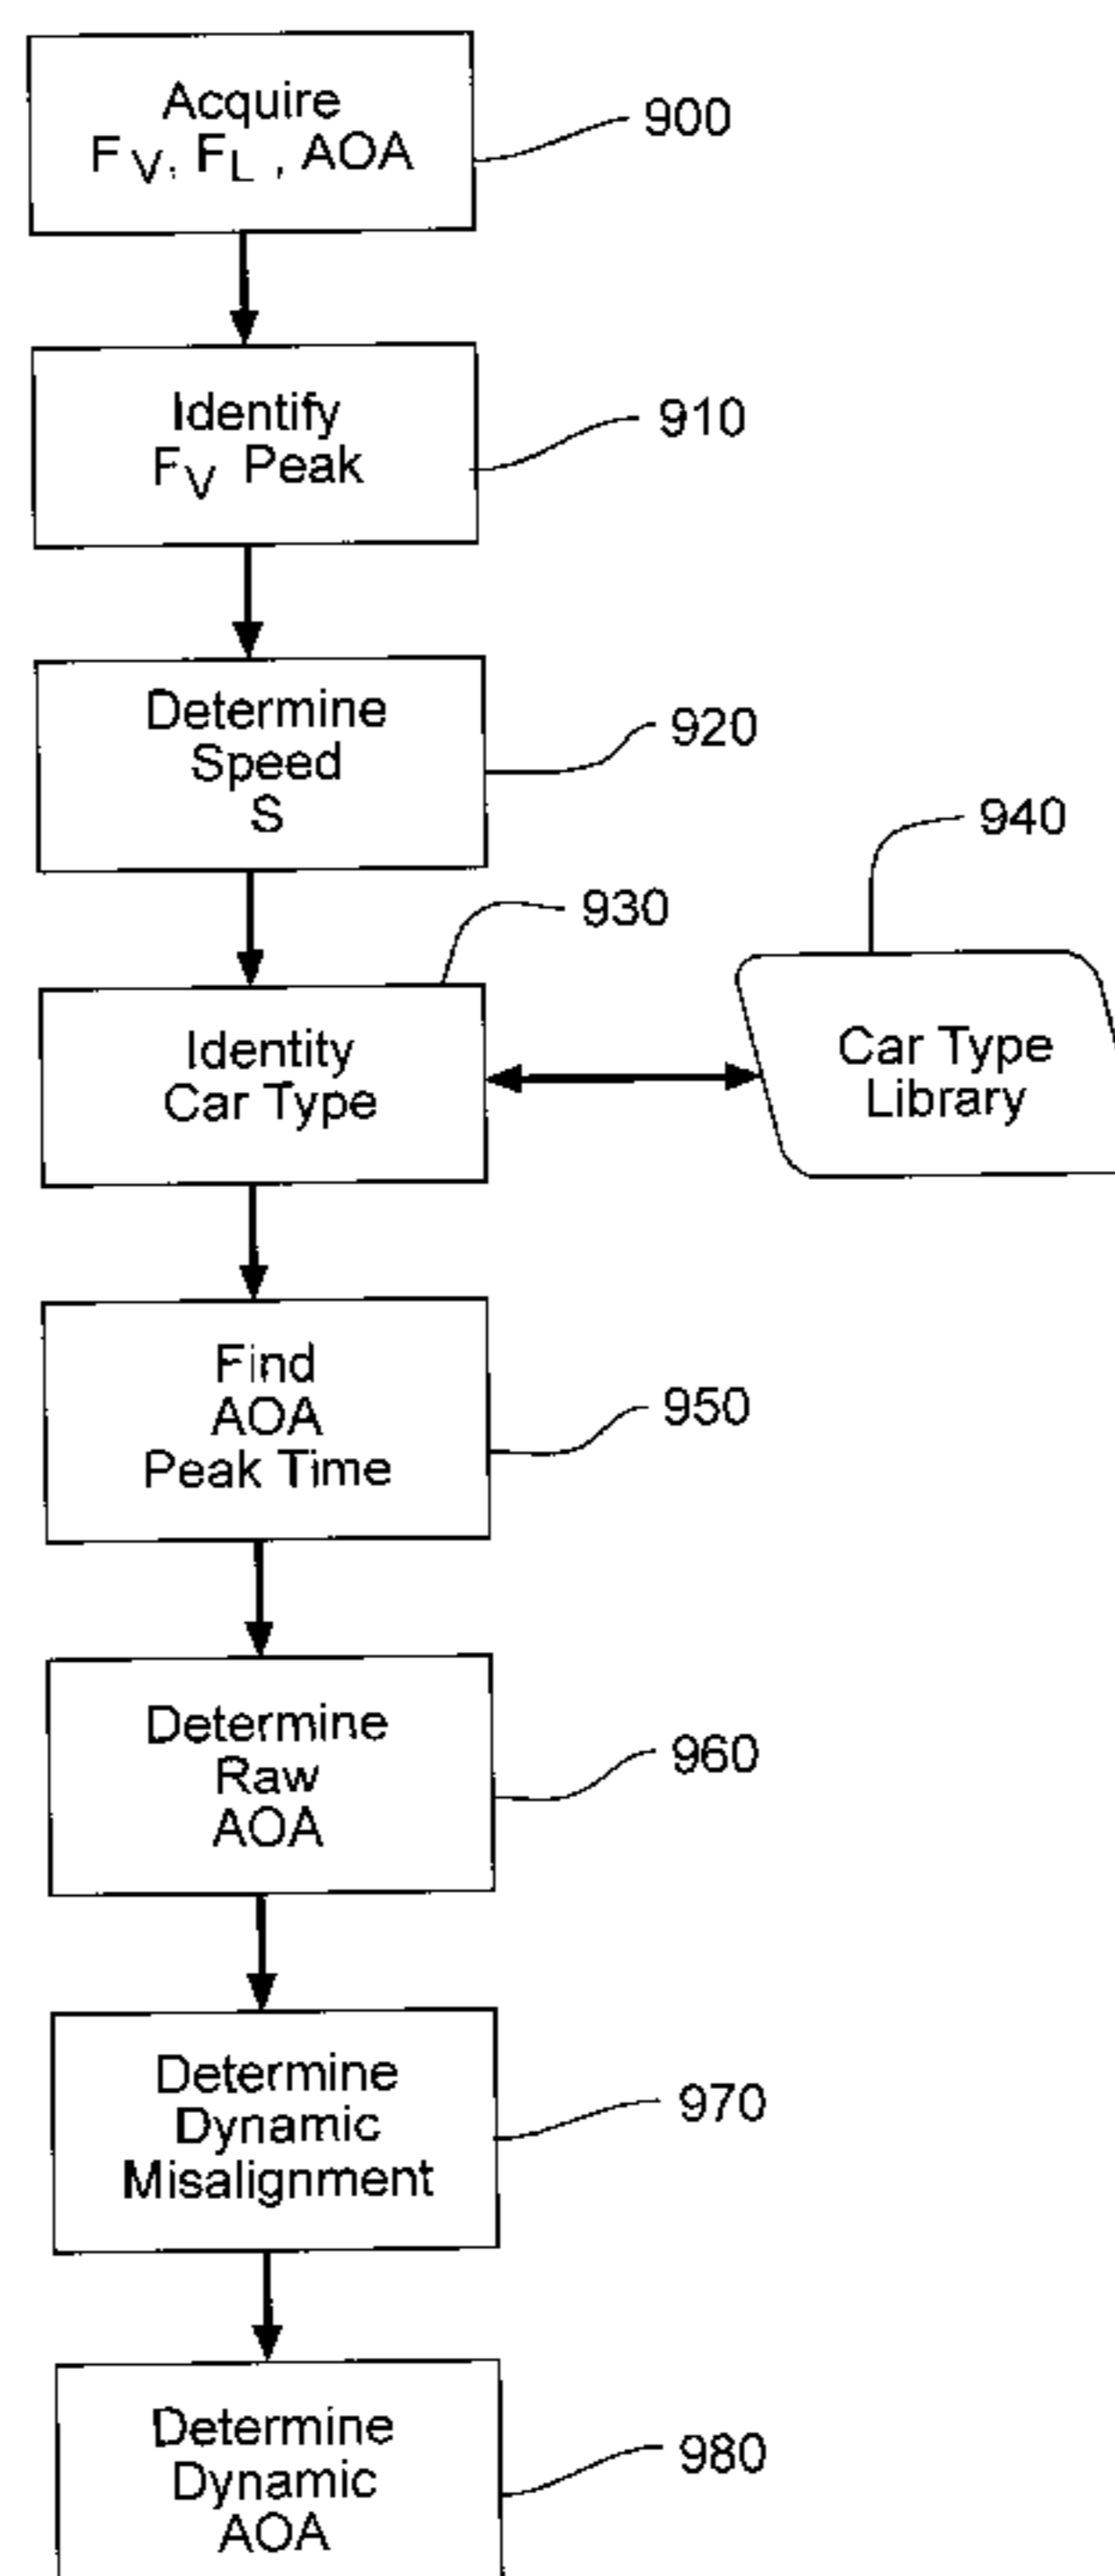 Acquire
FV, FL, AOA
900
Identify
FV Peak
910
Determine
Speed
S
920
930
940
Identity
Car Type
Car Type
Library
Find
AOA
Peak Time
950
Determine
Raw
AOA
960
Determine
Dynamic
Misalignment
970
Determine
Dynamic
AOA
980